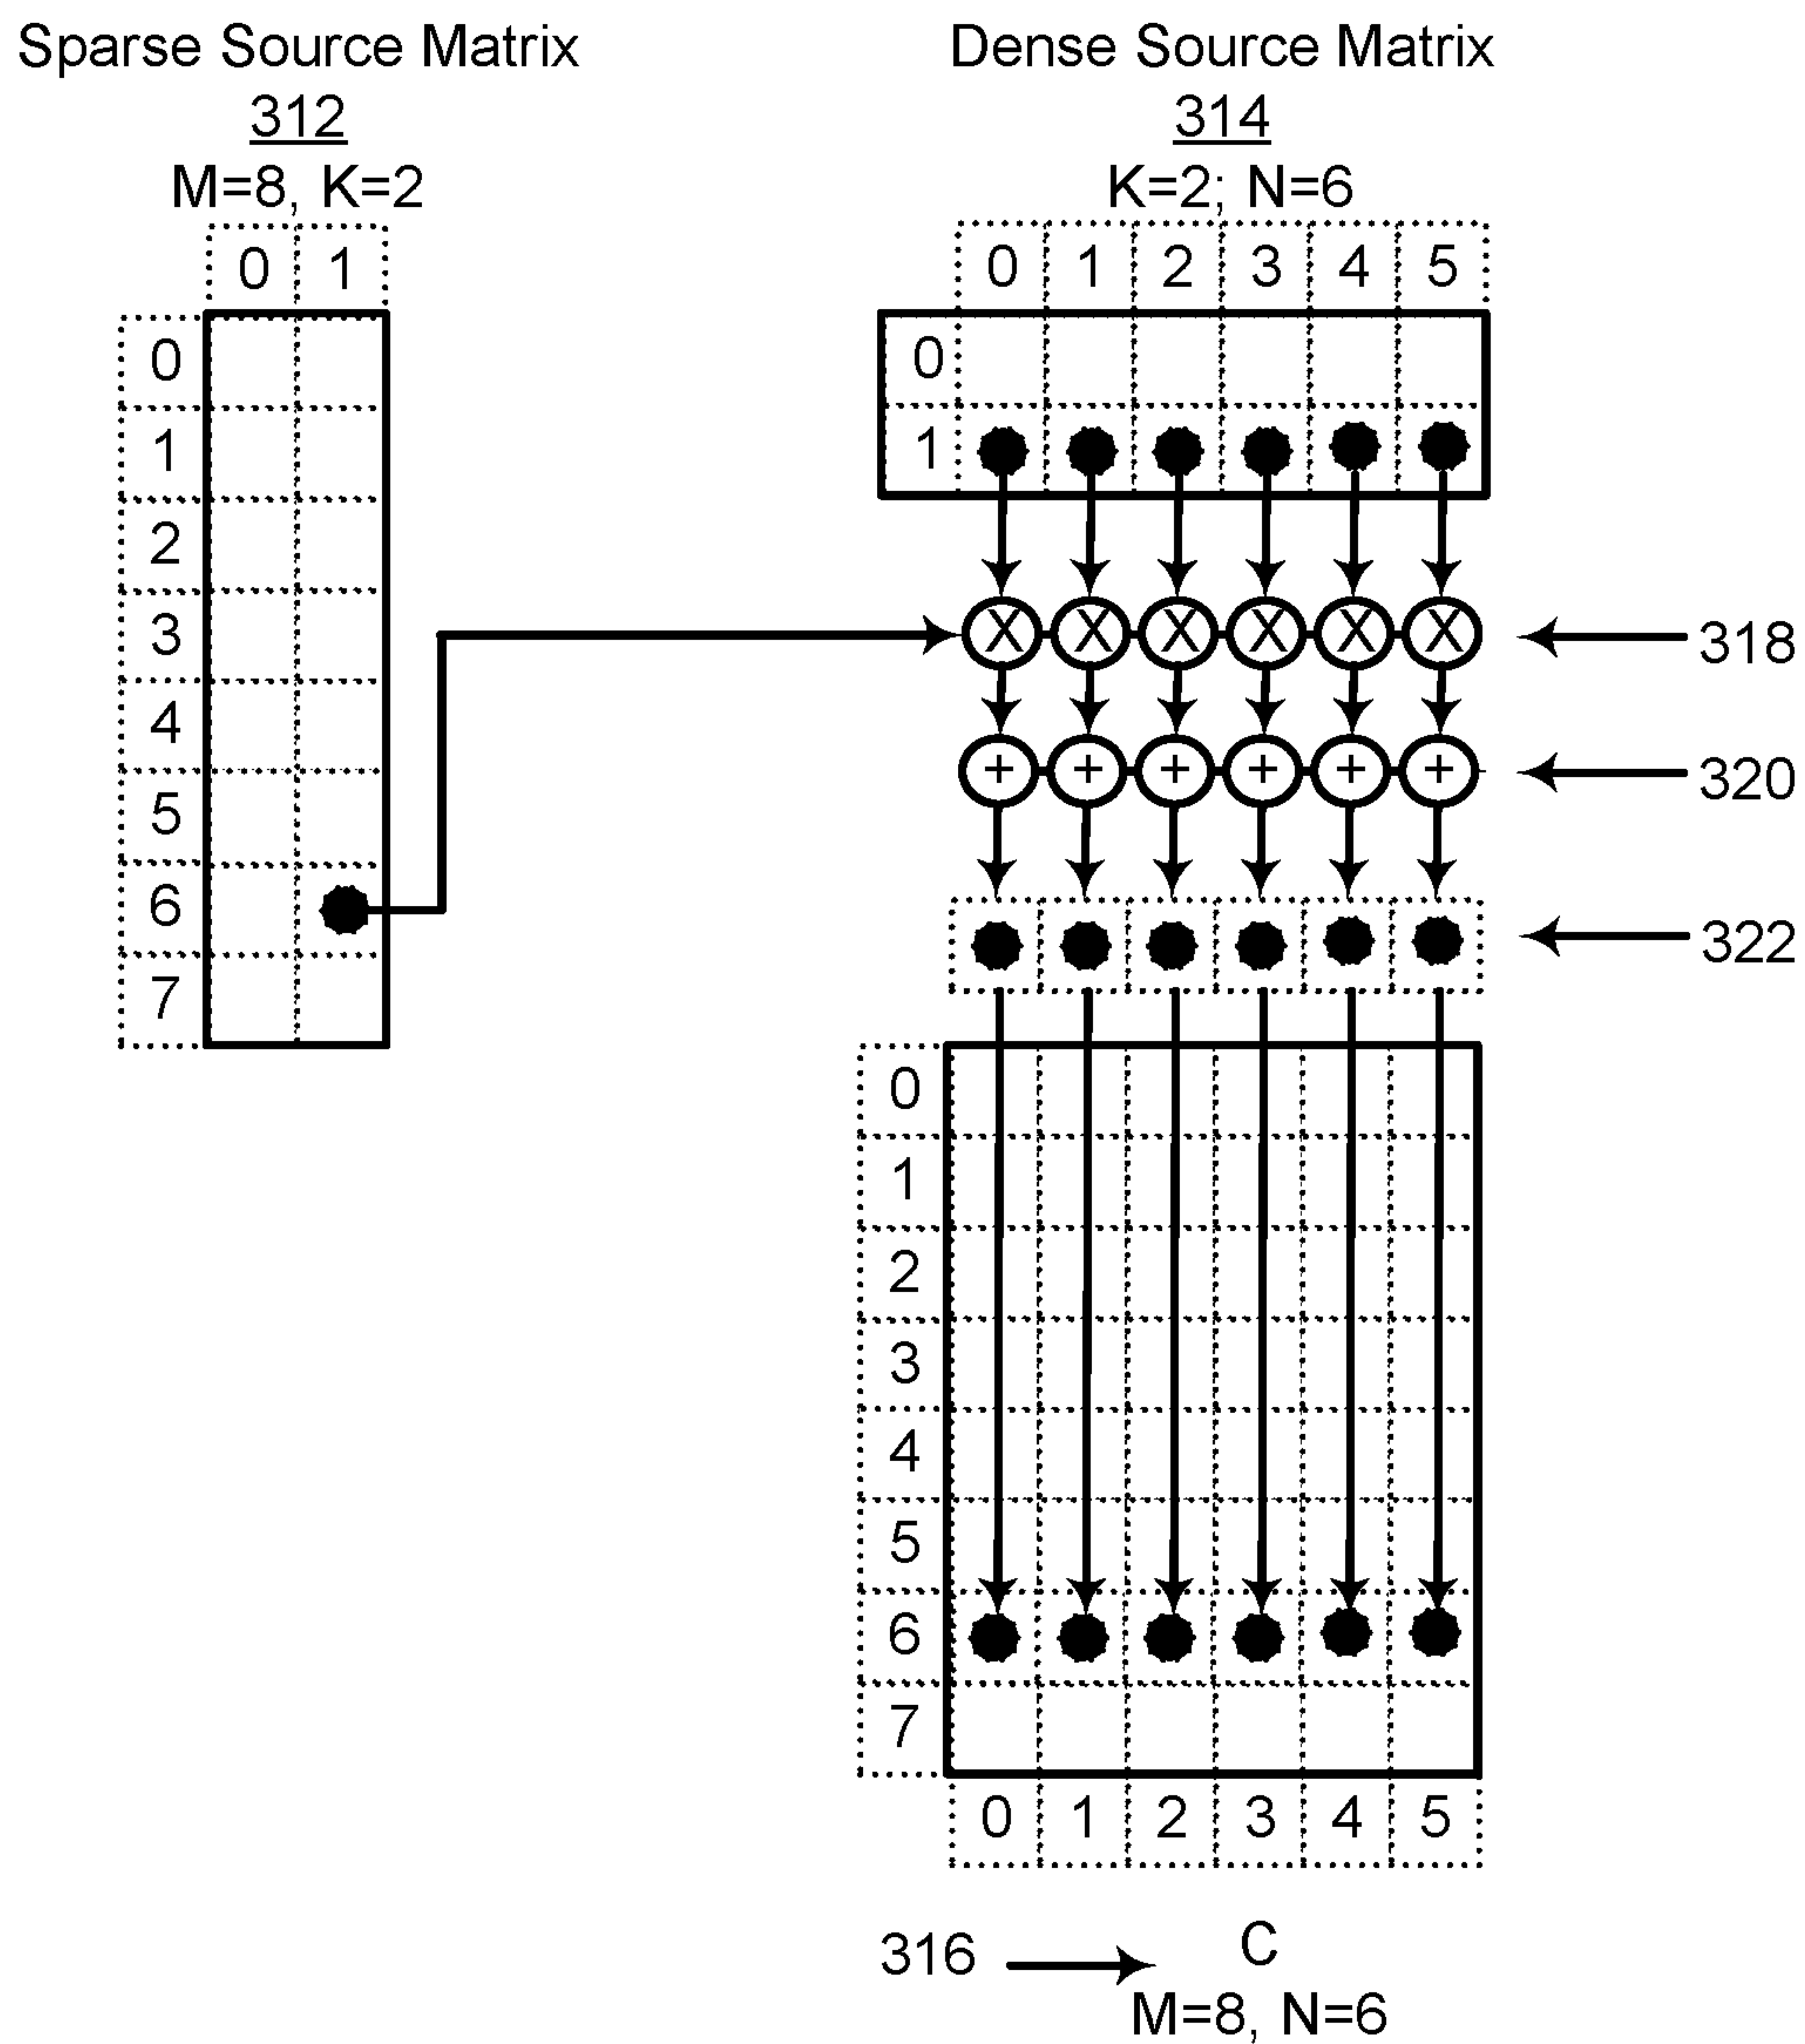 Sparse Source Matrix
312
M=8, K=2
0 1
0
1
2
3
4
5
6
7
Dense Source Matrix
314
K=2; N=6
0 1 2 3 4 5
0
1
X X X X X X
318
+ + + + + +
320
322
0
1
2
3
4
5
6
7
0 1 2 3 4 5
316 C
M=8, N=6